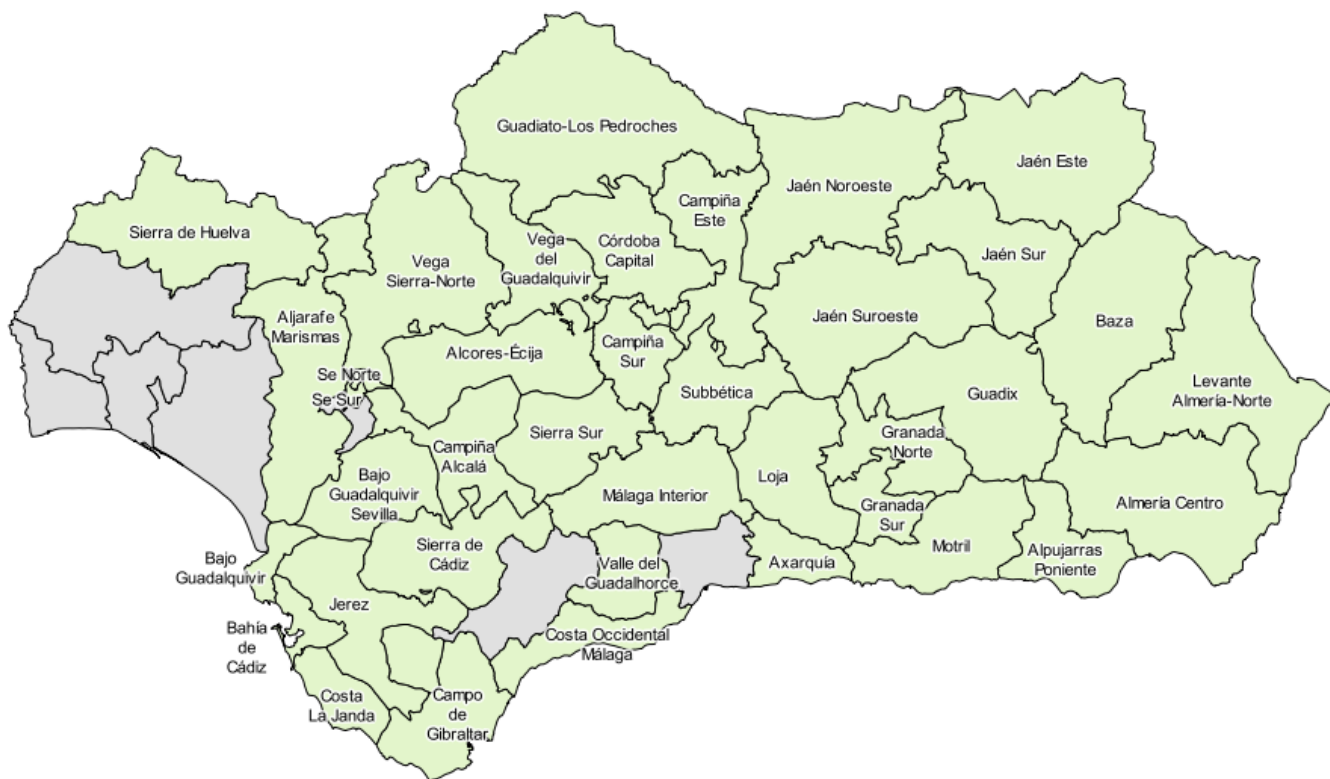 Guadiato-Los Pedroches
Jaén Este
Jaén Noroeste
Campiña
Este
Sierra de Huelva
Vega
Sierra-Norte
Vega
del
Guadalquivir
Córdoba
Capital
Jaén Sur
Aljarafe
Marismas
Jaén Suroeste
Baza
Alcores-Écija
Campiña
Sur
Se Norte
Se Sur
Subbética
Guadix
Levante
Almería-Norte
Campiña
Alcalá
Sierra Sur
Granada
Norte
Bajo
Guadalquivir
Sevilla
Málaga Interior
Loja
Granada
Sur
Almería Centro
Bajo
Guadalquivir
Sierra de
Cádiz
Valle del
Guadalhorce
Axarquía
Motril
Alpujarras
Poniente
Jerez
Bahía
de
Cádiz
Costa Occidental
Málaga
Costa
La Janda
Campo
de
Gibraltar